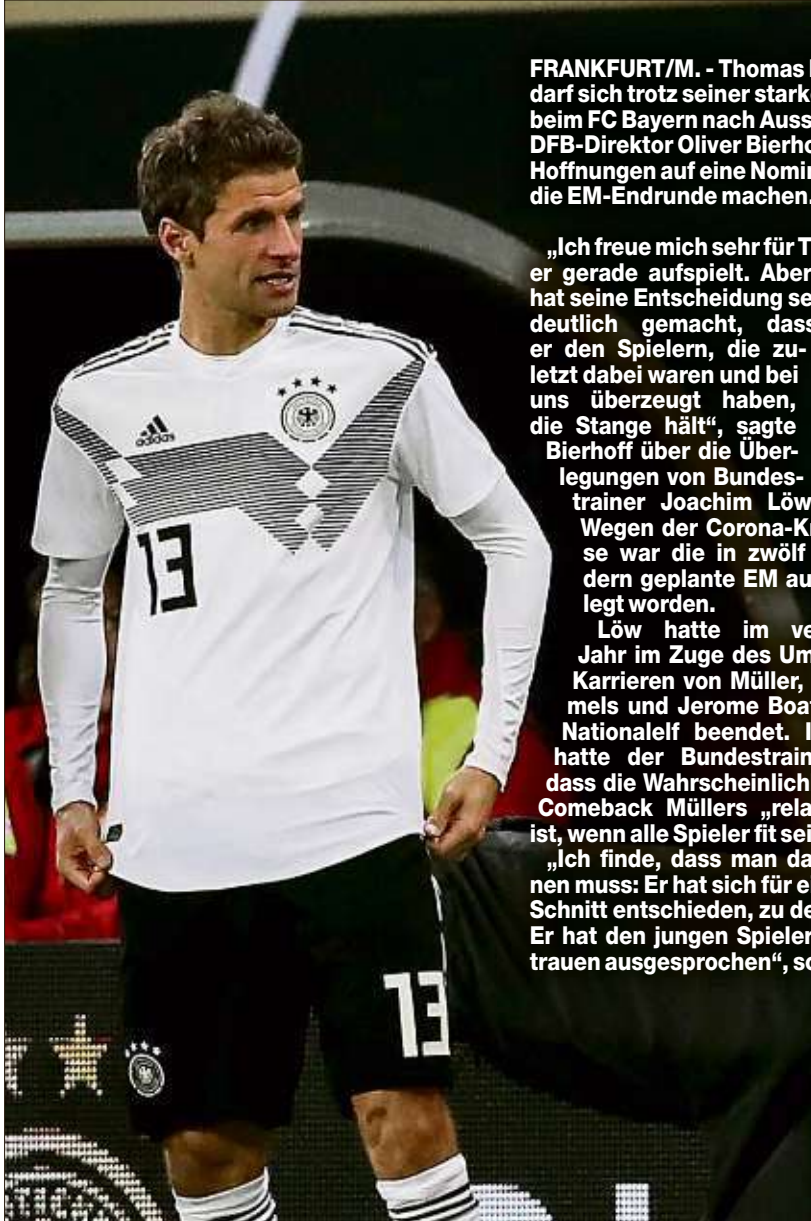 FRANKFURT/M. - Thomas
darf sich trotz seiner stark
beim FC Bayern nach Auss
DFB-Direktor Oliver Bierho
Hoffnungen auf eine Nomin
die EM-Endrunde machen.
„Ich freue mich sehr für T
er gerade aufspielt. Aber
hat seine Entscheidung se
deutlich gemacht, dass
er den Spielern, die zu-
letzt dabei waren und bei
uns überzeugt haben,
die Stange hält“, sagte
Bierhoff über die Über-
legungen von Bundes-
trainer Joachim Löw
Wegen der Corona-Kr
se war die in zwölf
dern geplante EM au
legt worden.
Löw hatte im ve
Jahr im Zuge des Um
Karrieren von Müller,
mels und Jerome Boat
Nationalelf beendet. I
hatte der Bundestrain
dass die Wahrscheinlich
Comeback Müllers „rela
ist, wenn alle Spieler fit sei
„Ich finde, dass man da
nen muss: Er hat sich für e
Schnitt entschieden, zu de
Er hat den jungen Spieler
trauen ausgesprochen“, so
adidas
13
13